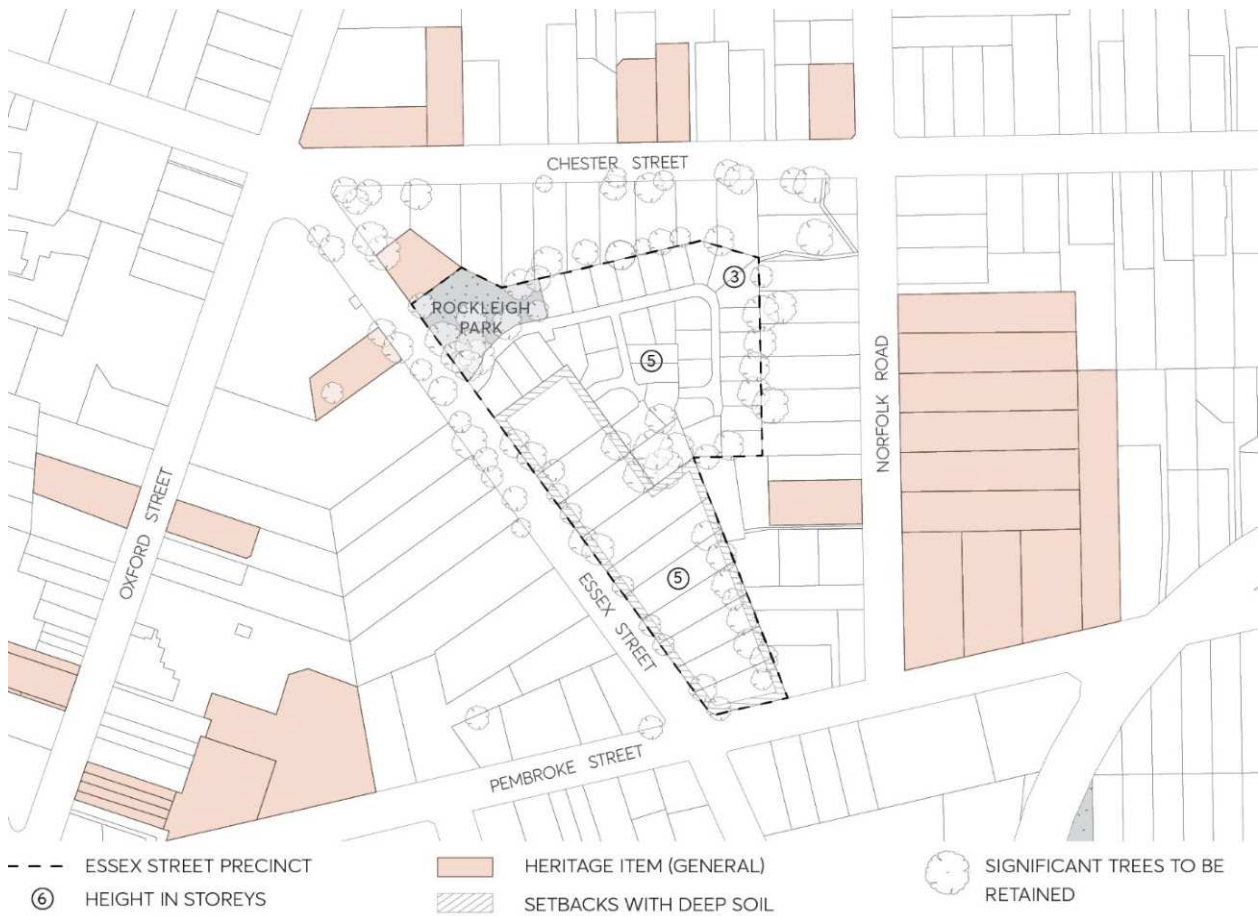 CHESTER STREET
ROCKLEIGH
PARK
3
5
NORFOLK ROAD
OXFORD STREET
5
ESSEX STREET
PEMBROKE STREET
ESSEX STREET PRECINCT
6 HEIGHT IN STOREYS
HERITAGE ITEM (GENERAL)
SETBACKS WITH DEEP SOIL
SIGNIFICANT TREES TO BE
RETAINED